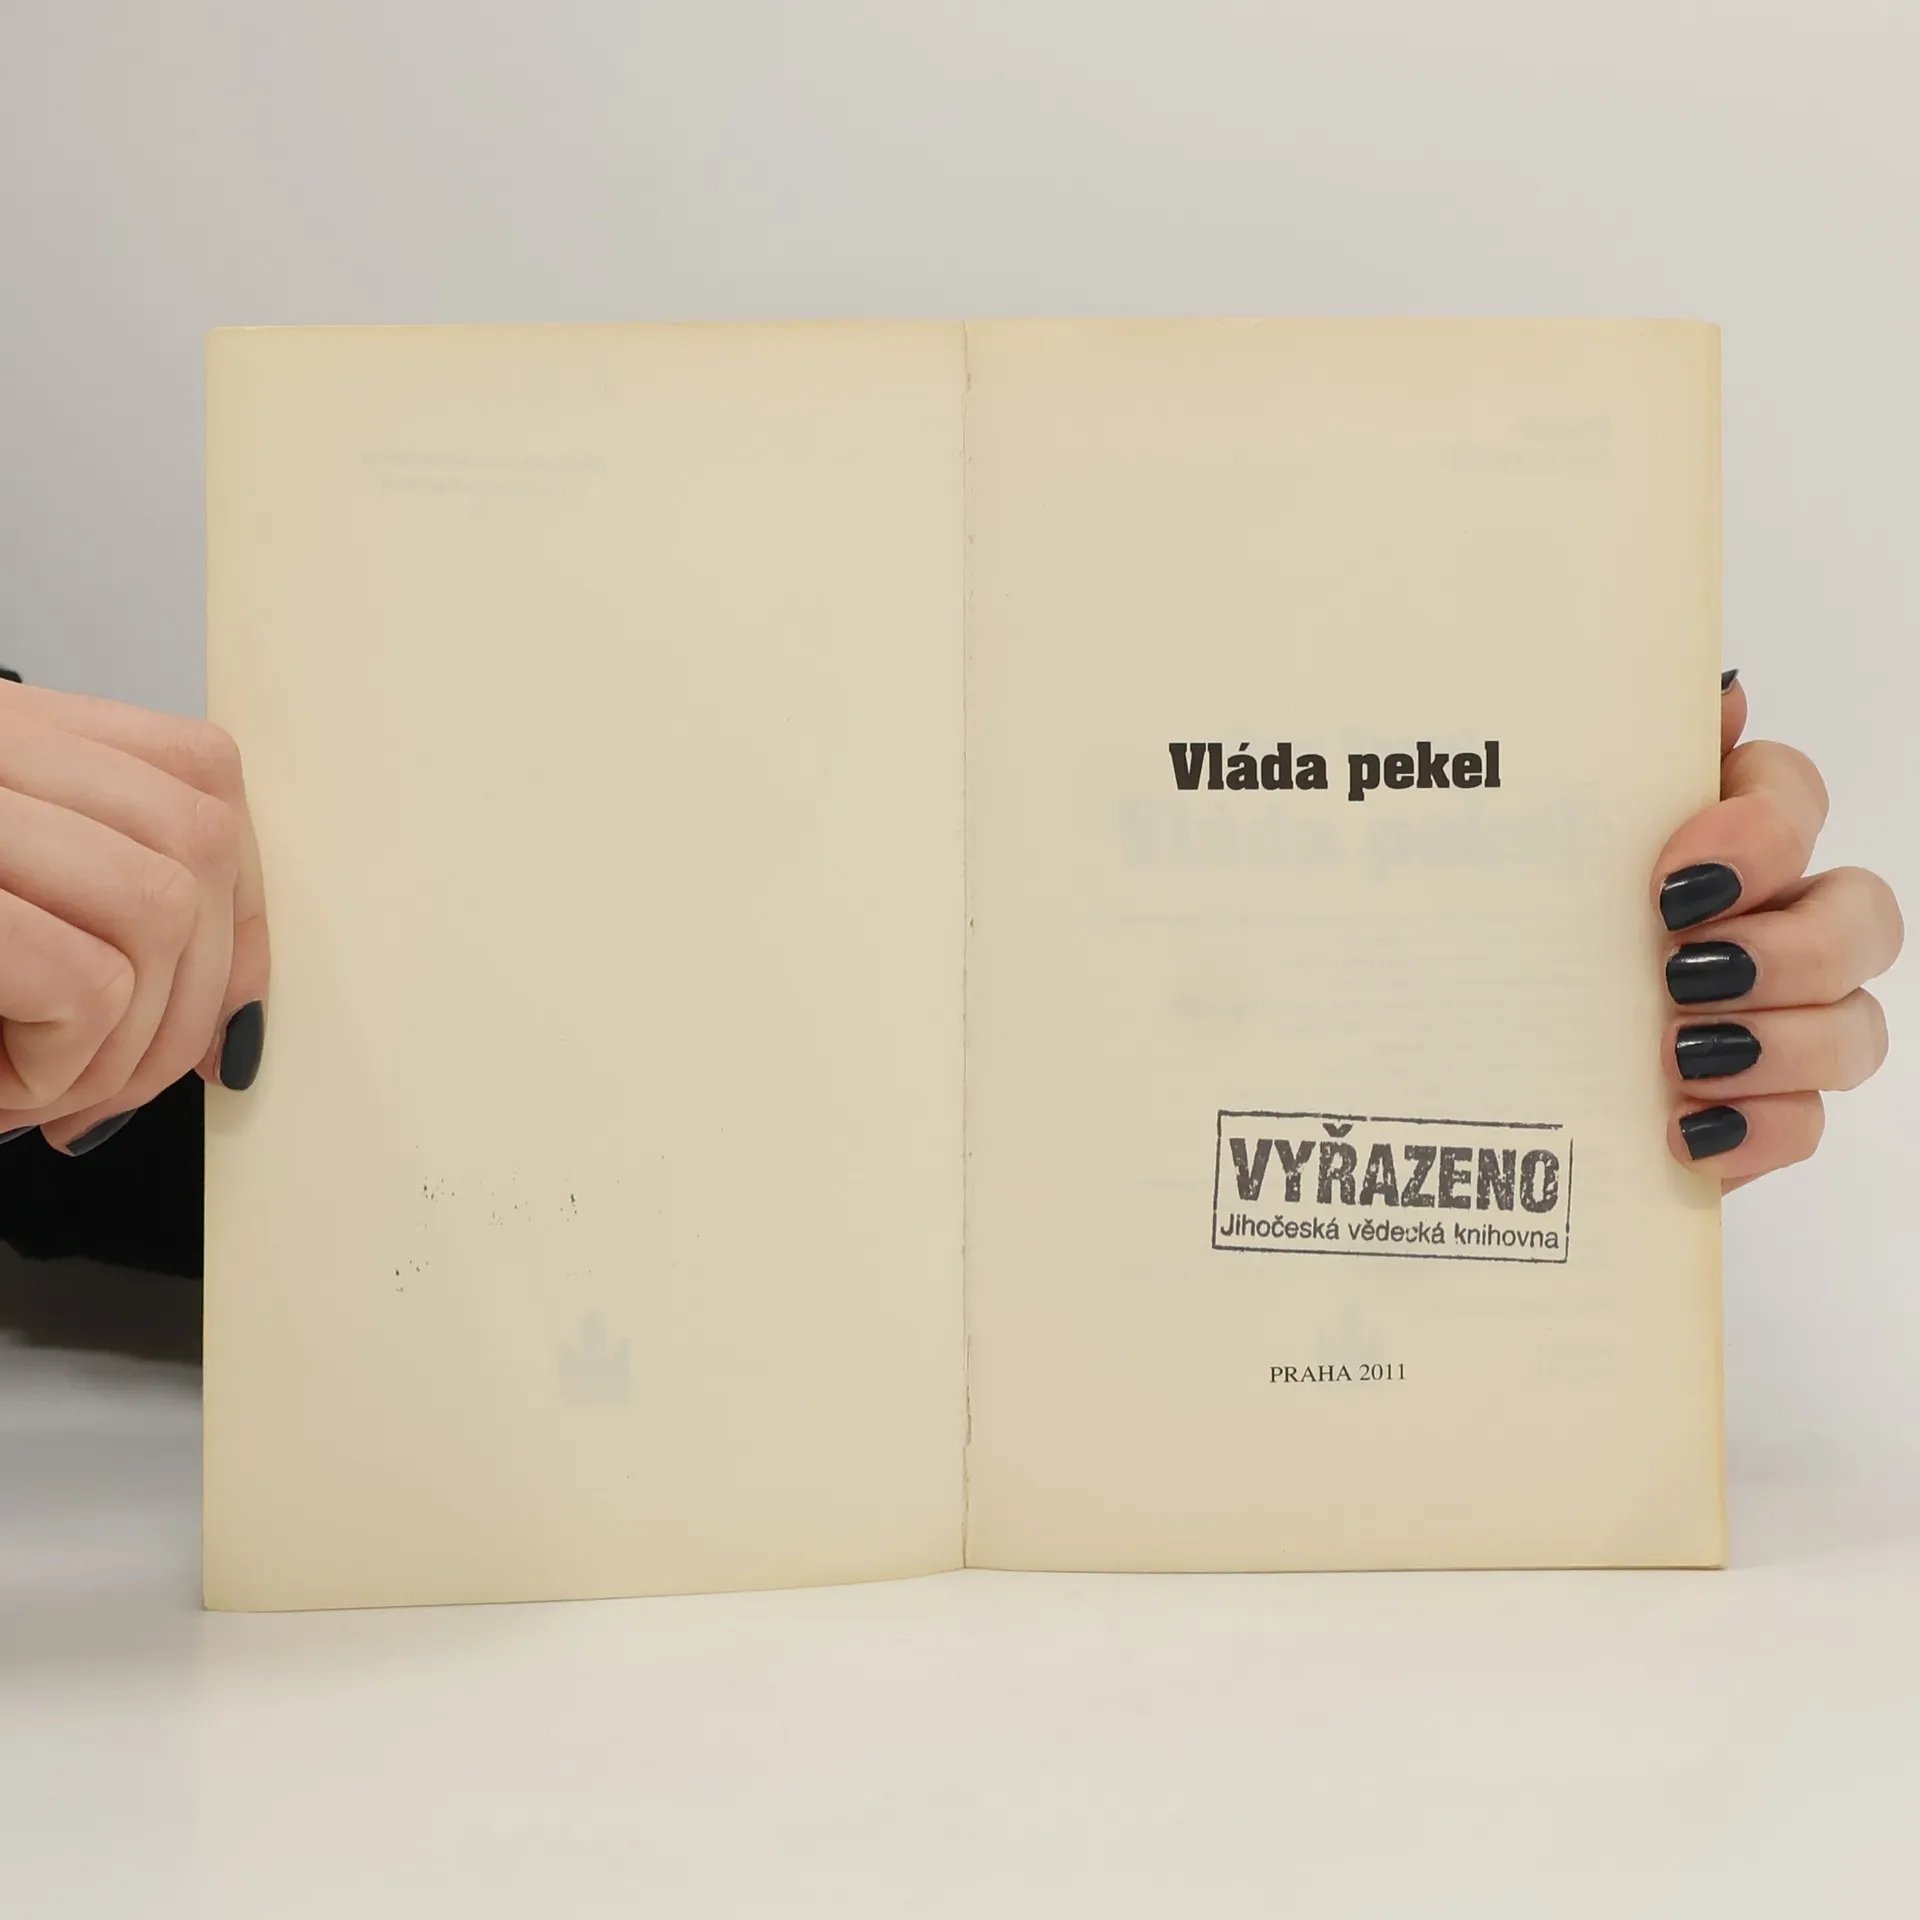 Vláda pekel
VYŘAZENO
Jihočeská vědecká knihovna
PRAHA 2011